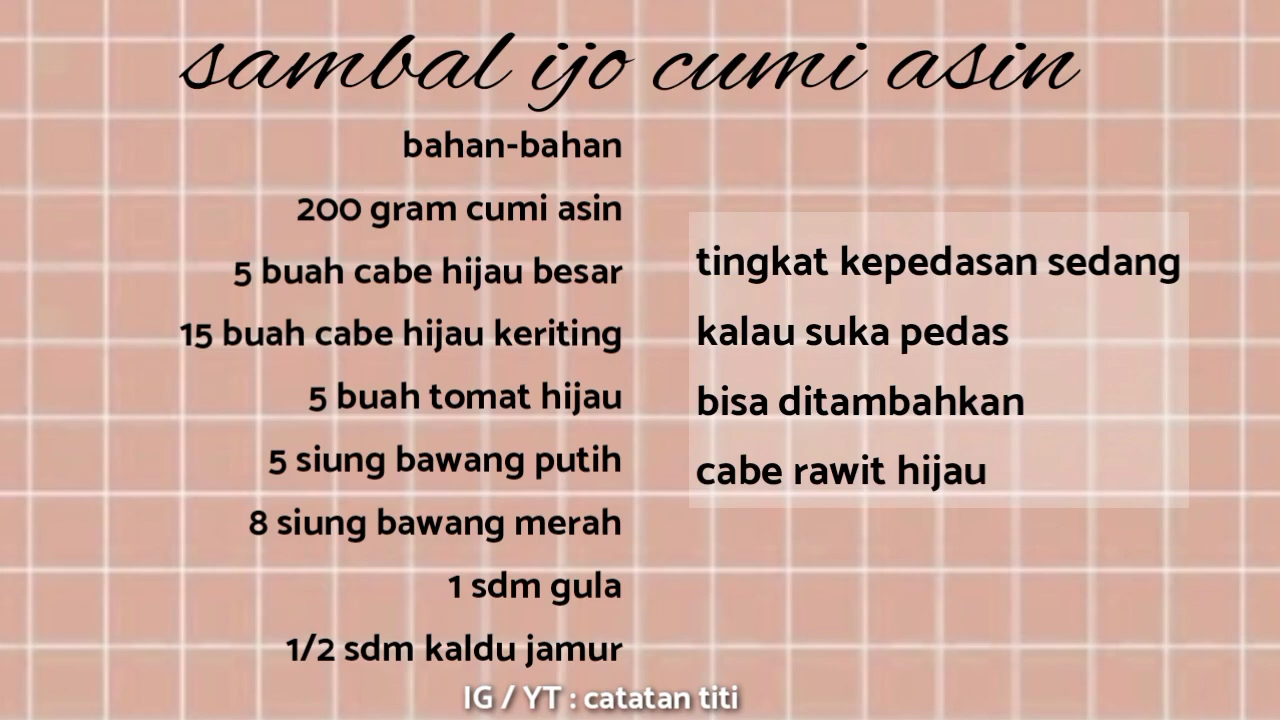 sambal ijo cumi asin
bahan-bahan
200 gram cumi asin
5 buah cabe hijau besar
15 buah cabe hijau keriting
5 buah tomat hijau
5 siung bawang putih
8 siung bawang merah
1 sdm gula
1/2 sdm kaldu jamur
tingkat kepedasan sedang
kalau suka pedas
bisa ditambahkan
cabe rawit hijau
IG / YT : catatan titi